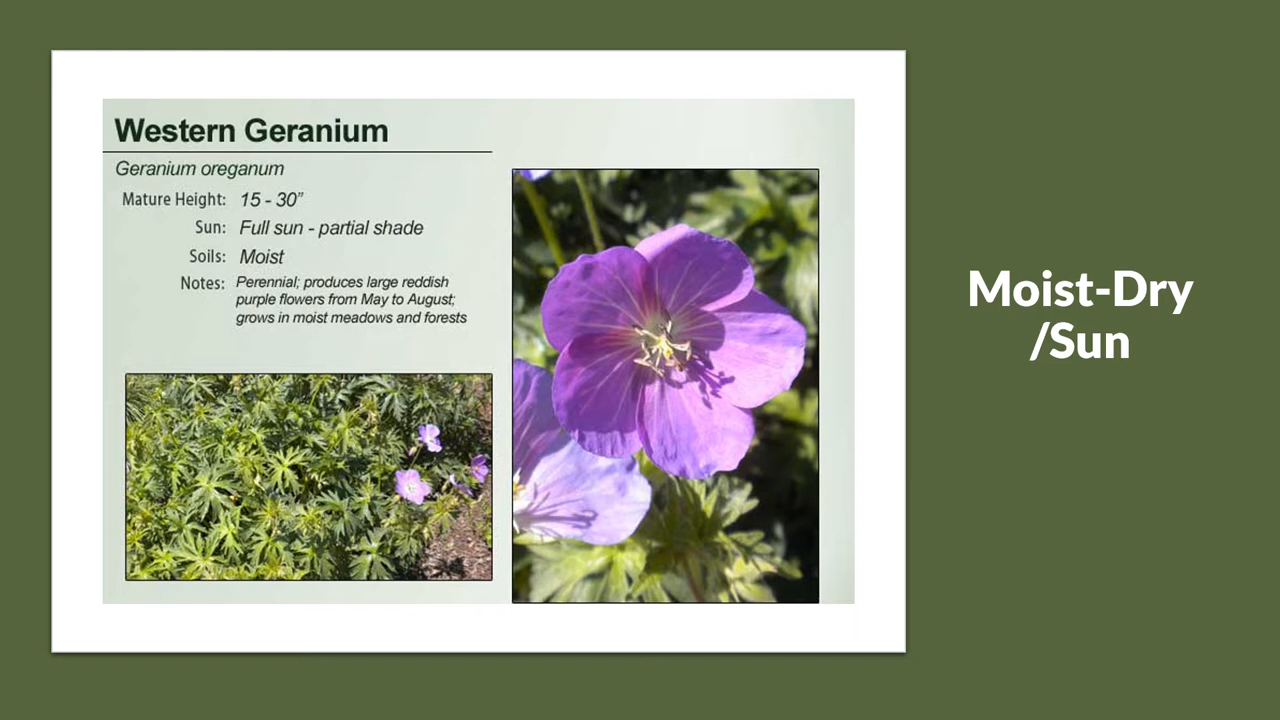 Western Geranium
Geranium oreganum
Mature Height: 15 - 30”
Sun: Full sun - partial shade
Soils: Moist
Notes: Perennial; produces large reddish
purple flowers from May to August;
grows in moist meadows and forests
Moist-Dry
/Sun